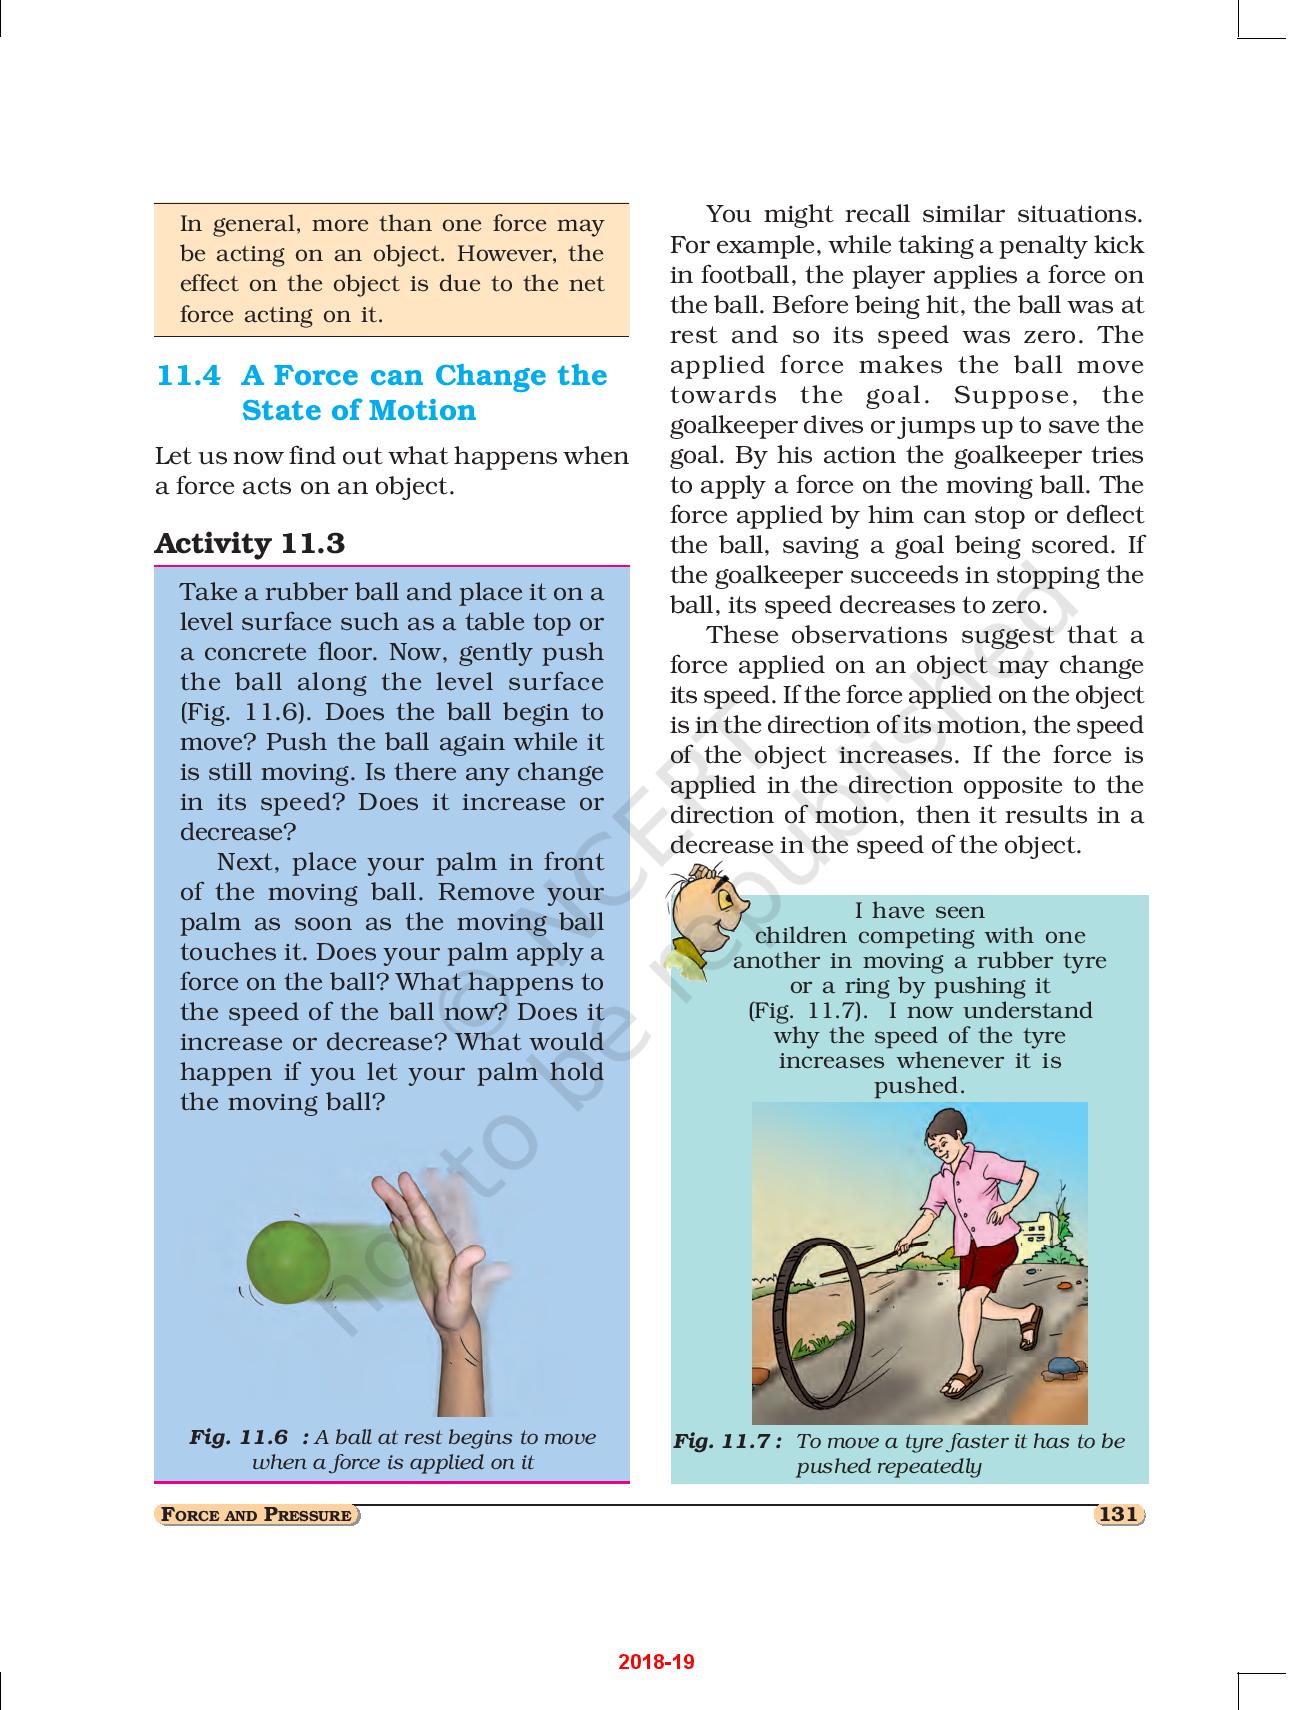 In general, more than one force may
be acting on an object. However, the
effect on the object is due to the net
force acting on it.
11.4 A Force can Change the
State of Motion
Let us now find out what happens when
a force acts on an object.
Activity 11.3
Take a rubber ball and place it on a
level surface such as a table top or
a concrete floor. Now, gently push
the ball along the level surface
(Fig. 11.6). Does the ball begin to
move? Push the ball again while it
is still moving. Is there any change
in its speed? Does it increase or
decrease?
Next, place your palm in front
of the moving ball. Remove your
palm as soon as the moving ball
touches it. Does your palm apply a
force on the ball? What happens to
the speed of the ball now? Does it
increase or decrease? What would
happen if you let your palm hold
the moving ball?
Fig. 11.6 : A ball at rest begins to move
when a force is applied on it
You might recall similar situations.
For example, while taking a penalty kick
in football, the player applies a force on
the ball. Before being hit, the ball was at
rest and so its speed was zero. The
applied force makes the ball move
towards the goal. Suppose, the
goalkeeper dives or jumps up to save the
goal. By his action the goalkeeper tries
to apply a force on the moving ball. The
force applied by him can stop or deflect
the ball, saving a goal being scored. If
the goalkeeper succeeds in stopping the
ball, its speed decreases to zero.
These observations suggest that a
force applied on an object may change
its speed. If the force applied on the object
is in the direction of its motion, the speed
of the object increases. If the force is
applied in the direction opposite to the
direction of motion, then it results in a
decrease in the speed of the object.
I have seen
children competing with one
another in moving a rubber tyre
or a ring by pushing it
(Fig. 11.7). I now understand
why the speed of the tyre
increases whenever it is
pushed.
Fig. 11.7 : To move a tyre faster it has to be
pushed repeatedly
© NCERT
not to be republished
FORCE AND PRESSURE
131
2018-19